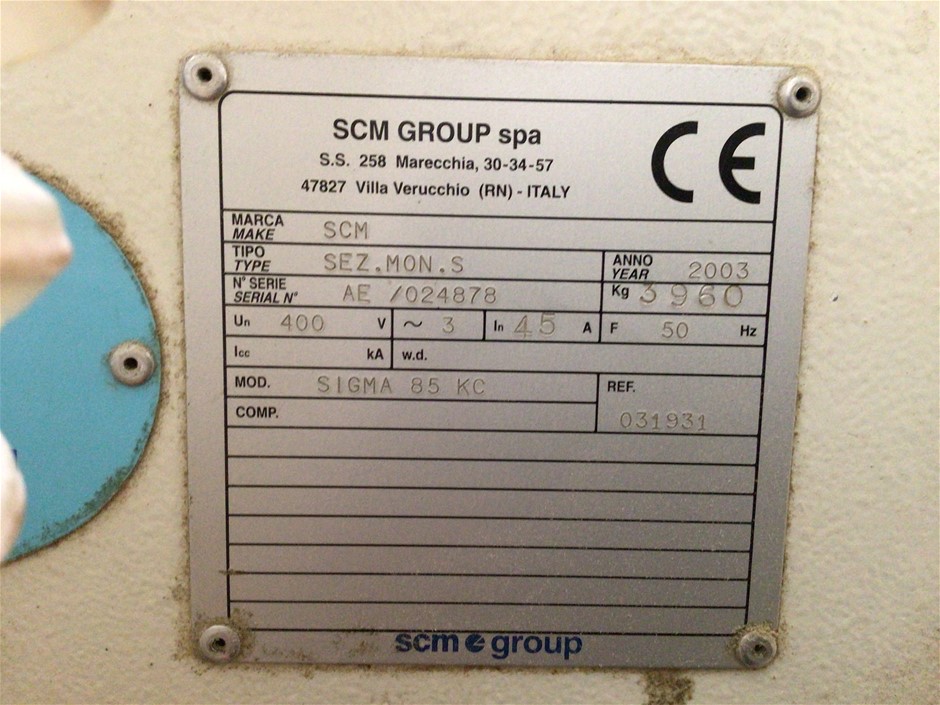 SCM GROUP spa
S.S. 258 Marecchia, 30-34-57
47827 Villa Verucchio (RN) - ITALY
CE
MARCA
MAKE SCM
TIPO
TYPE SEZ.MON.S
ANNO
YEAR 2003
N° SERIE
SERIAL N° AE /024878
Kg 3960
Un 400 V ~ 3 In 45 A F 50 Hz
Icc kA w.d.
MOD. SIGMA 85 KC
REF.
COMP.
031931
scm group